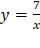 y = 7/x